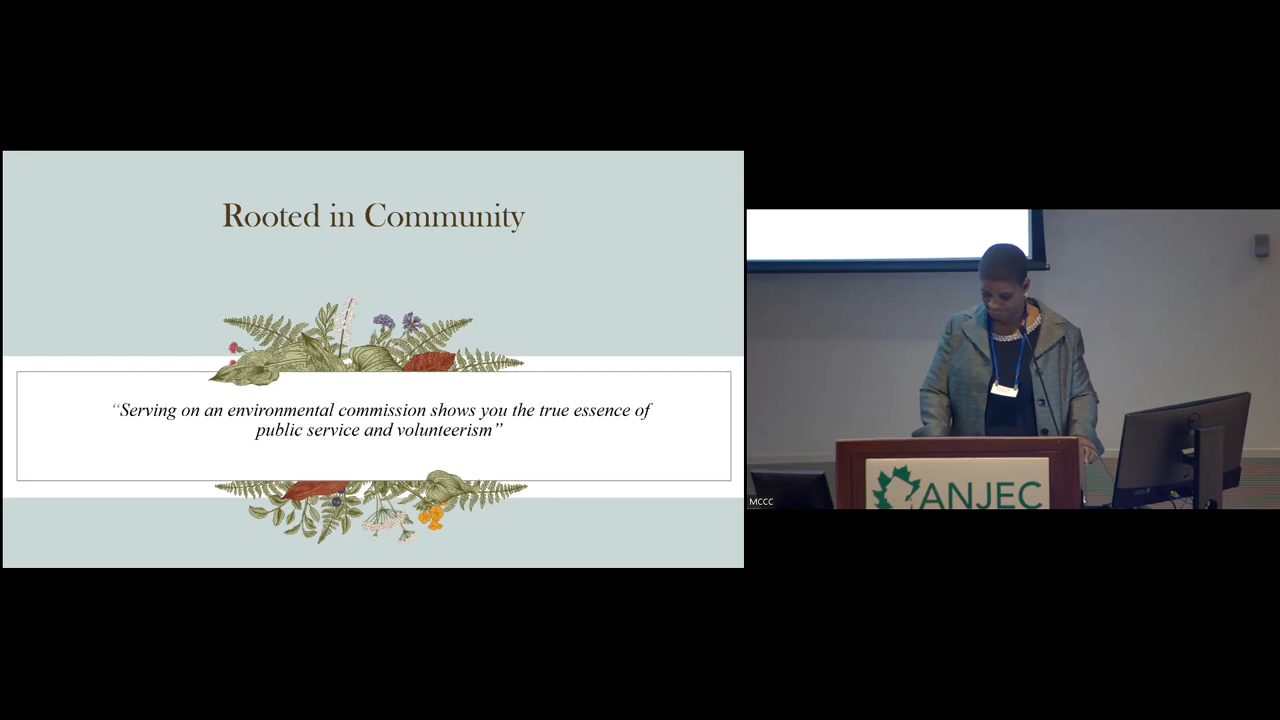 Rooted in Community
“Serving on an environmental commission shows you the true essence of
public service and volunteerism”
MCCC
ANJEC